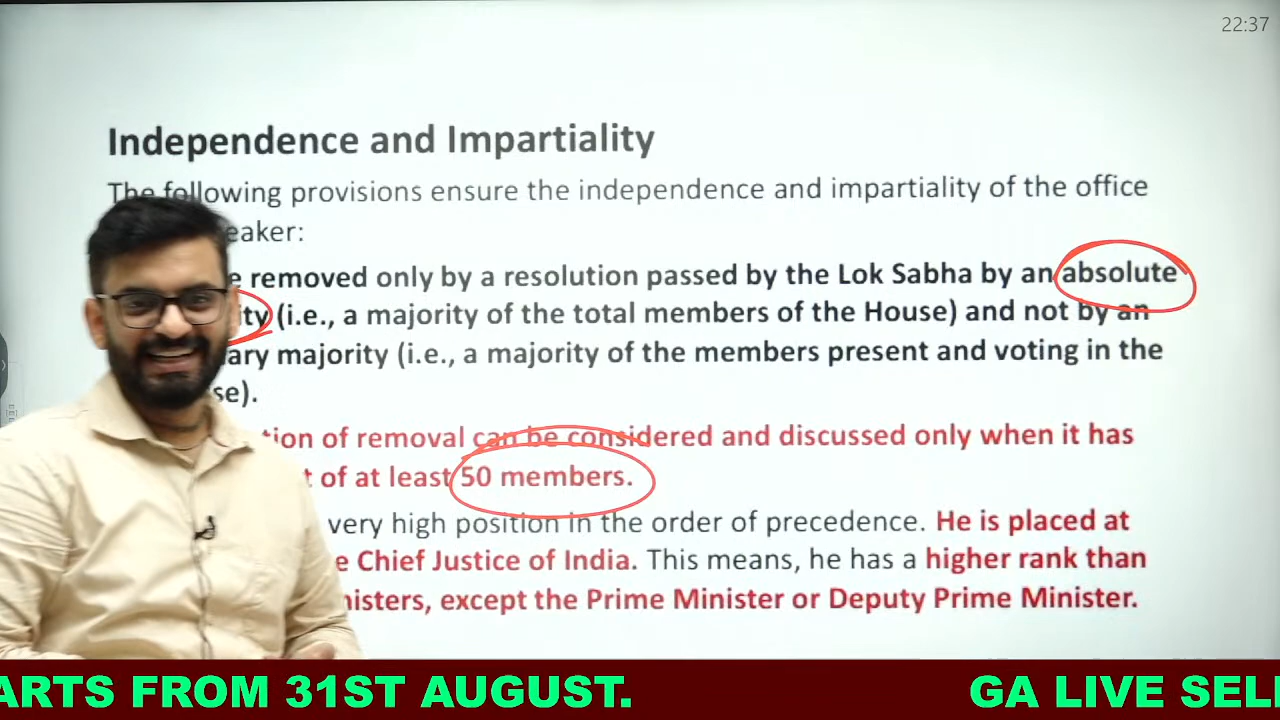 22:37
Independence and Impartiality
The following provisions ensure the independence and impartiality of the office
eaker:
e removed only by a resolution passed by the Lok Sabha by an absolute
ity (i.e., a majority of the total members of the House) and not by an
ary majority (i.e., a majority of the members present and voting in the
se).
tion of removal can be considered and discussed only when it has
t of at least 50 members.
very high position in the order of precedence. He is placed at
e Chief Justice of India. This means, he has a higher rank than
nisters, except the Prime Minister or Deputy Prime Minister.
ARTS FROM 31ST AUGUST. GA LIVE SELE